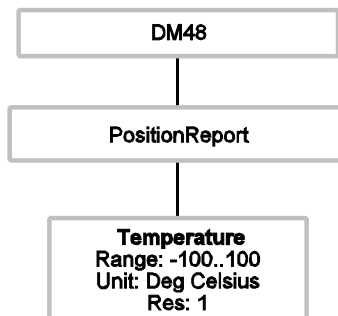 DM48
PositionReport
Temperature
Range: -100..100
Unit: Deg Celsius
Res: 1